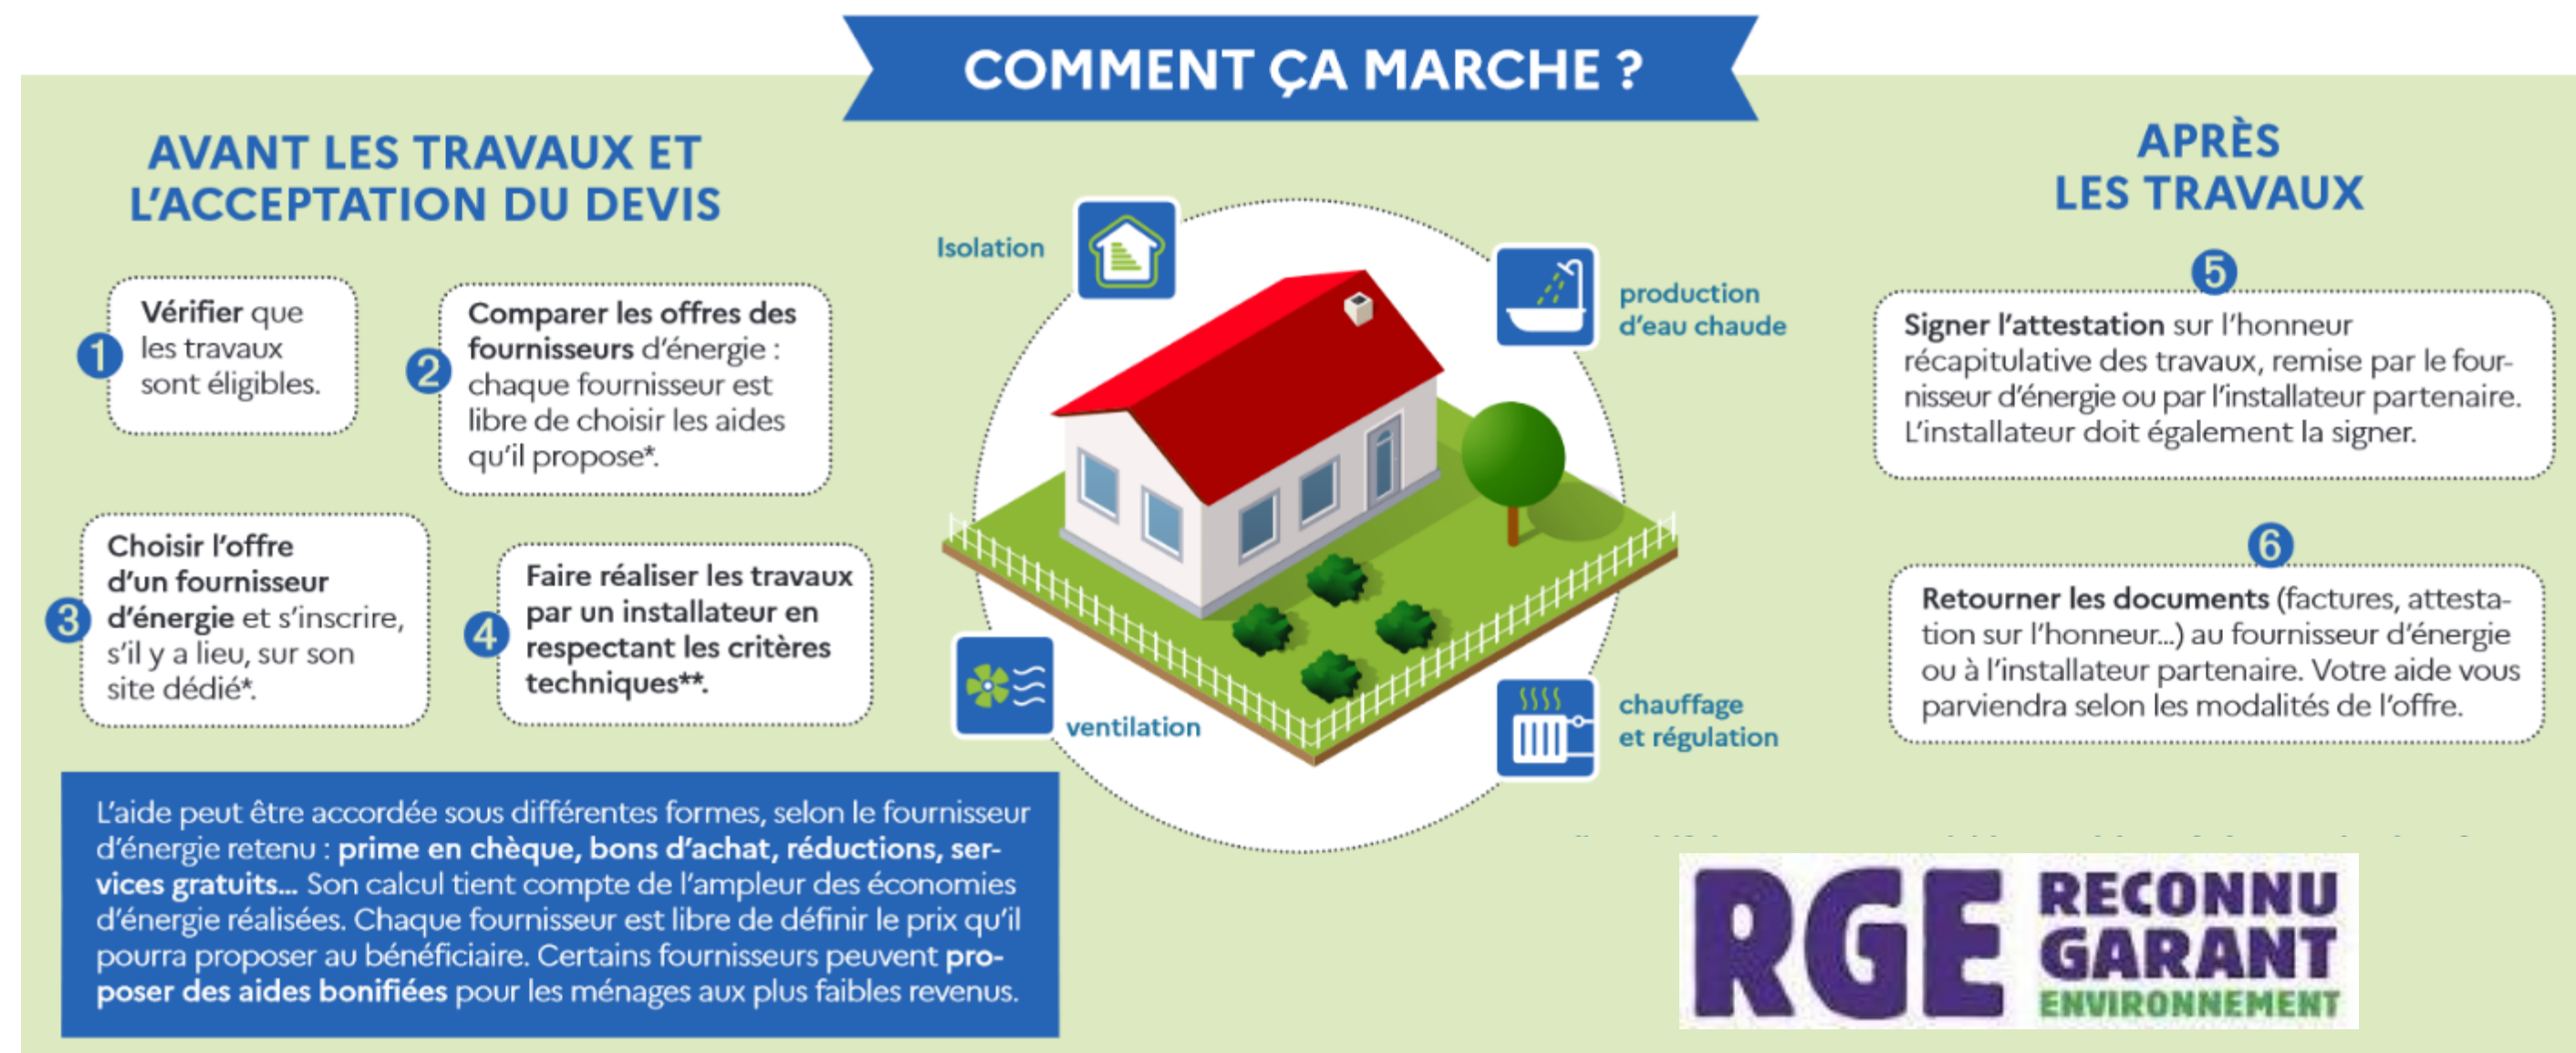 COMMENT ÇA MARCHE ?
AVANT LES TRAVAUX ET
L'ACCEPTATION DU DEVIS
1
Vérifier que
les travaux
sont éligibles.
2
Comparer les offres des
fournisseurs d'énergie :
chaque fournisseur est
libre de choisir les aides
qu'il propose*.
3
Choisir l'offre
d'un fournisseur
d'énergie et s'inscrire,
s'il y a lieu, sur son
site dédié*.
4
Faire réaliser les travaux
par un installateur en
respectant les critères
techniques**.
L'aide peut être accordée sous différentes formes, selon le fournisseur
d'énergie retenu : prime en chèque, bons d'achat, réductions, ser-
vices gratuits... Son calcul tient compte de l'ampleur des économies
d'énergie réalisées. Chaque fournisseur est libre de définir le prix qu'il
pourra proposer au bénéficiaire. Certains fournisseurs peuvent pro-
poser des aides bonifiées pour les ménages aux plus faibles revenus.
Isolation
production
d'eau chaude
ventilation
chauffage
et régulation
APRÈS
LES TRAVAUX
5
Signer l'attestation sur l'honneur
récapitulative des travaux, remise par le four-
nisseur d'énergie ou par l'installateur partenaire.
L'installateur doit également la signer.
6
Retourner les documents (factures, attesta-
tion sur l'honneur...) au fournisseur d'énergie
ou à l'installateur partenaire. Votre aide vous
parviendra selon les modalités de l'offre.
RGE
RECONNU
GARANT
ENVIRONNEMENT